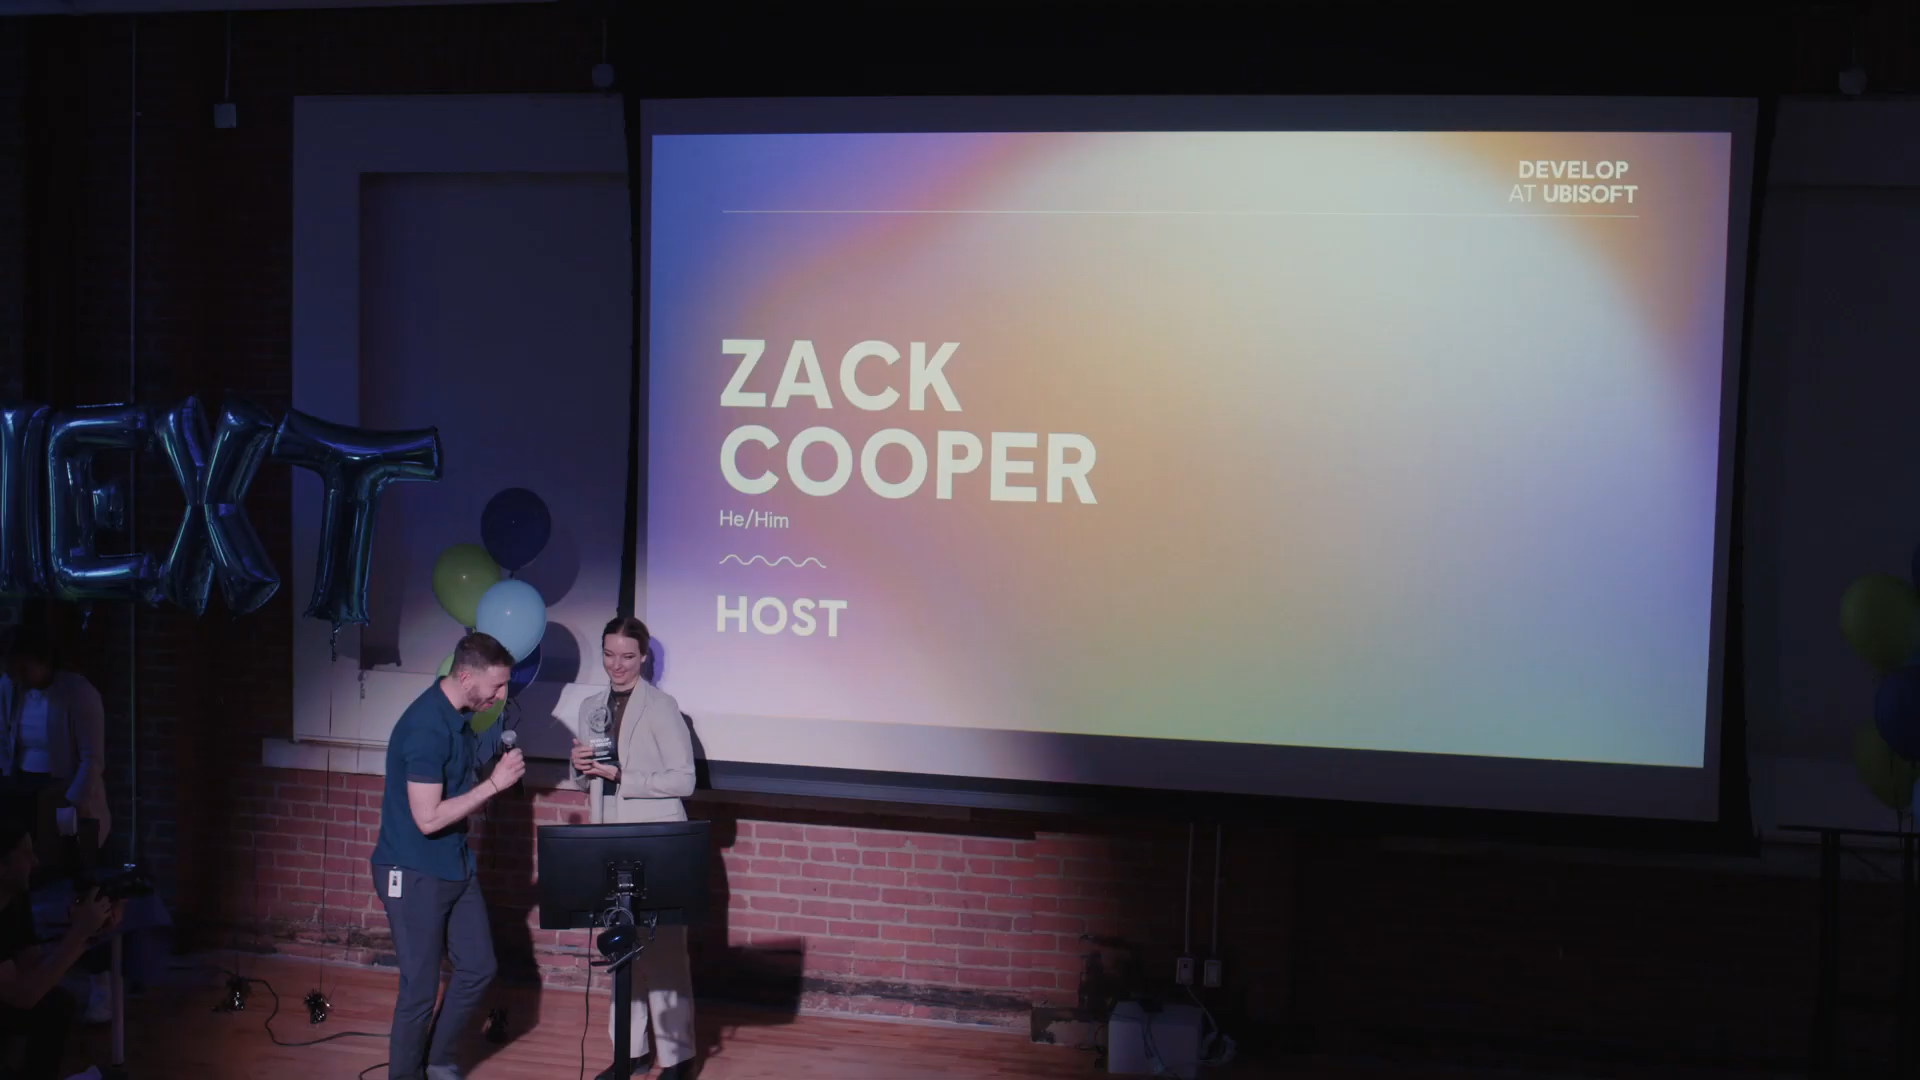 DEVELOP
AT UBISOFT
ZACK
COOPER
He/Him
HOST
EXT